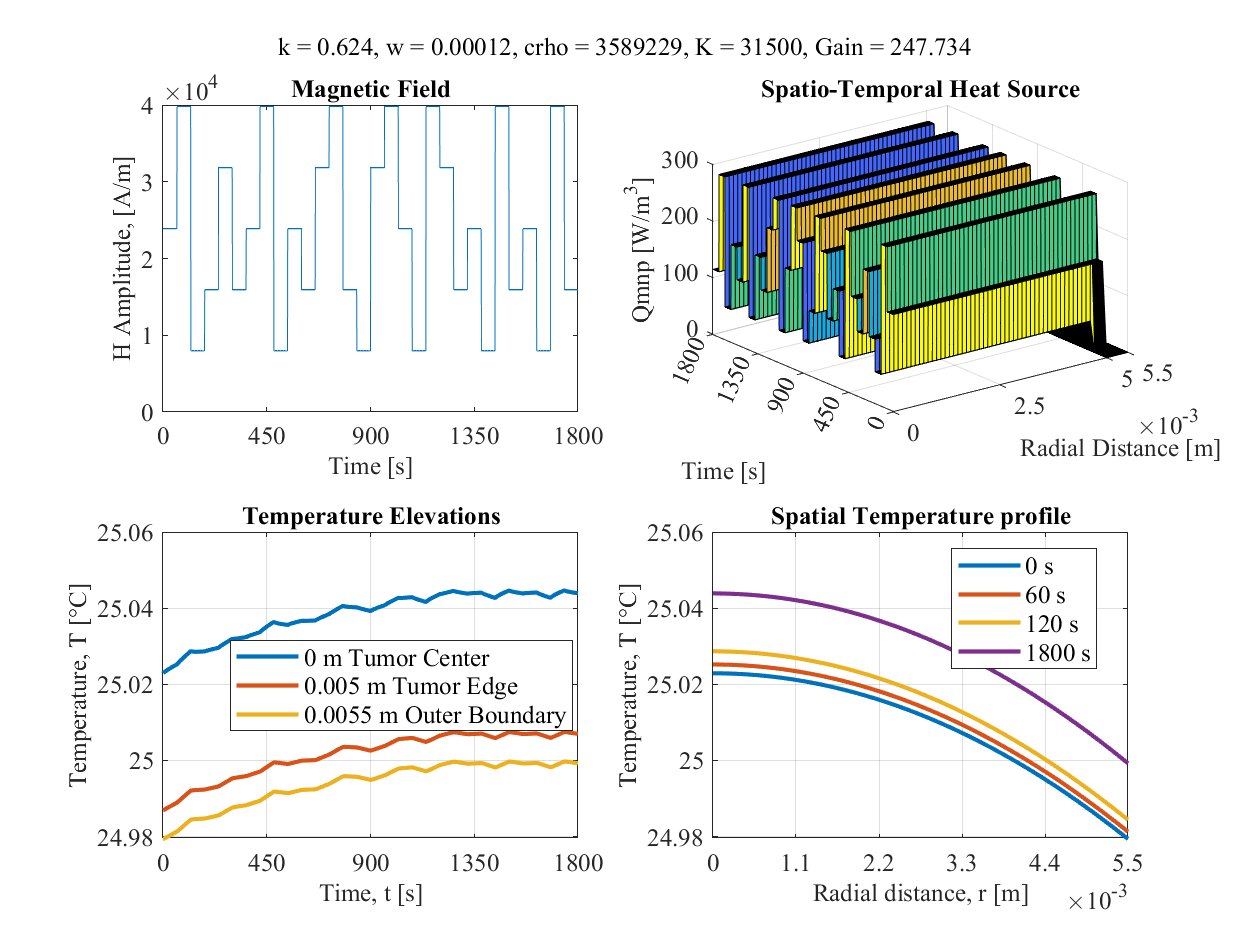 k = 0.624, w = 0.00012, crho = 3589229, K = 31500, Gain = 247.734
Magnetic Field
×10^4
H Amplitude, [A/m]
4
3
2
1
0
0 450 900 1350 1800
Time [s]
Spatio-Temporal Heat Source
Qmnp [W/m^3]
300
200
100
0
1800 1350 900 450 0
Time [s]
0 2.5 5 5.5
×10^-3
Radial Distance [m]
Temperature Elevations
Temperature, T [°C]
25.06
25.04
25.02
25
24.98
0 m Tumor Center
0.005 m Tumor Edge
0.0055 m Outer Boundary
0 450 900 1350 1800
Time, t [s]
Spatial Temperature profile
Temperature, T [°C]
25.06
25.04
25.02
25
24.98
0 s
60 s
120 s
1800 s
0 1.1 2.2 3.3 4.4 5.5
Radial distance, r [m]
×10^-3